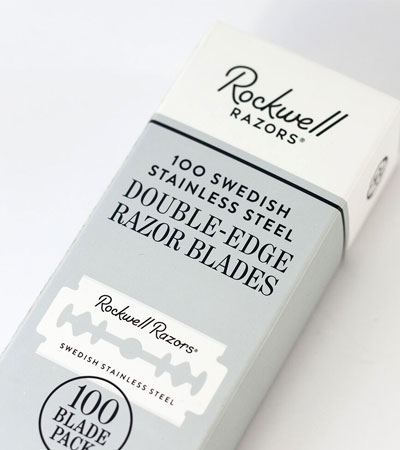 Rockwell
RAZORS®
100 SWEDISH
STAINLESS STEEL
DOUBLE-EDGE
RAZOR BLADES
Rockwell Razors®
SWEDISH STAINLESS STEEL
100
BLADE
PACK